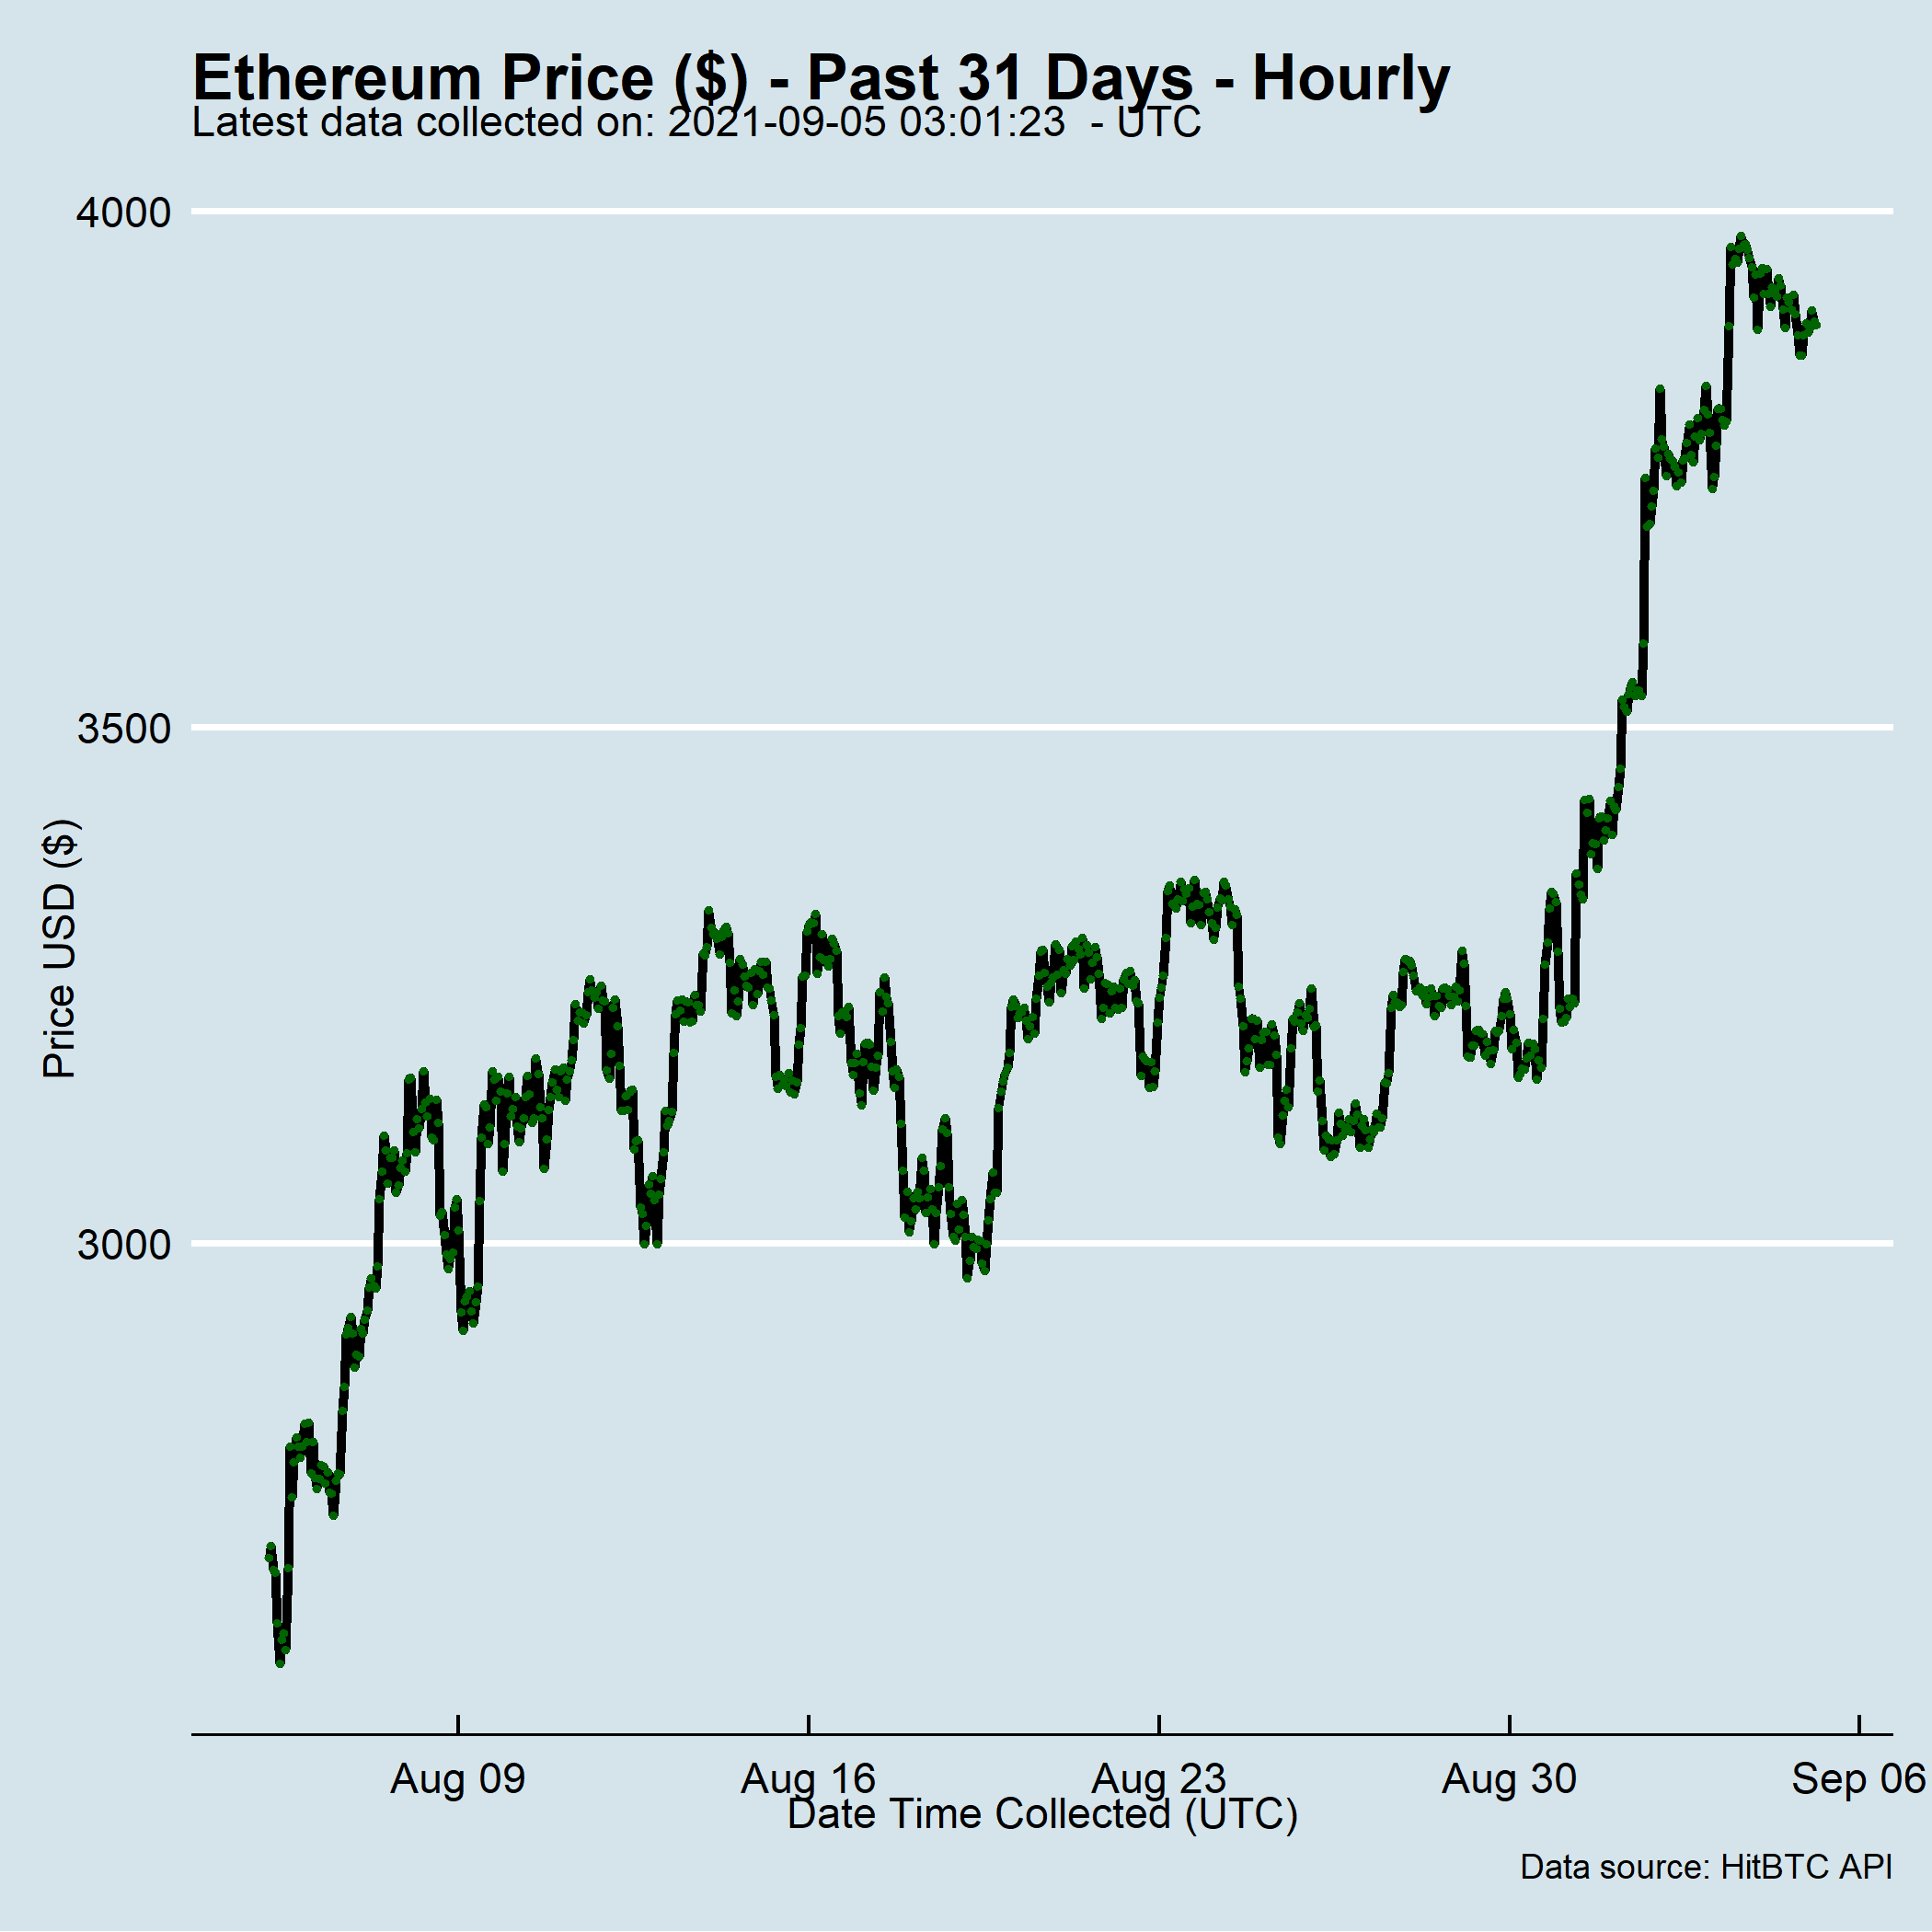 Ethereum Price ($) - Past 31 Days - Hourly
Latest data collected on: 2021-09-05 03:01:23  - UTC
4000
3500
3000
Price USD ($)
Aug 09 Aug 16 Aug 23 Aug 30 Sep 06
Date Time Collected (UTC)
Data source: HitBTC API